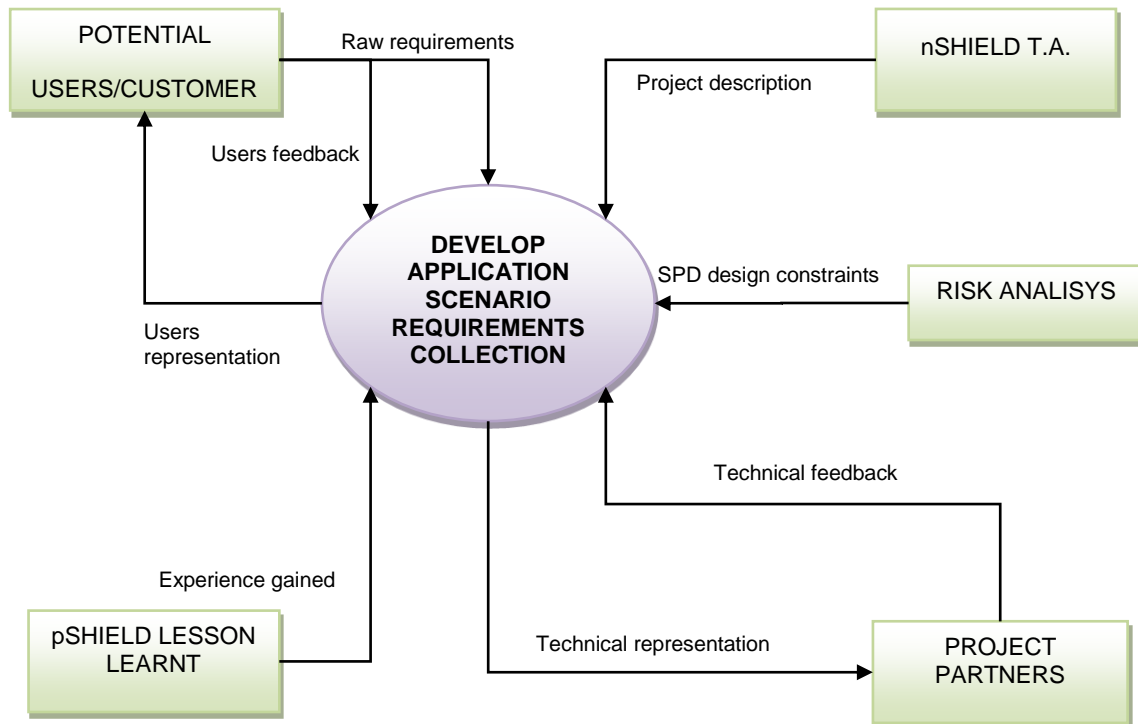 POTENTIAL
USERS/CUSTOMER
Raw requirements
nSHIELD T.A.
Project description
Users feedback
DEVELOP
APPLICATION
SCENARIO
REQUIREMENTS
COLLECTION
SPD design constraints
RISK ANALISYS
Users
representation
Technical feedback
Experience gained
pSHIELD LESSON
LEARNT
Technical representation
PROJECT
PARTNERS